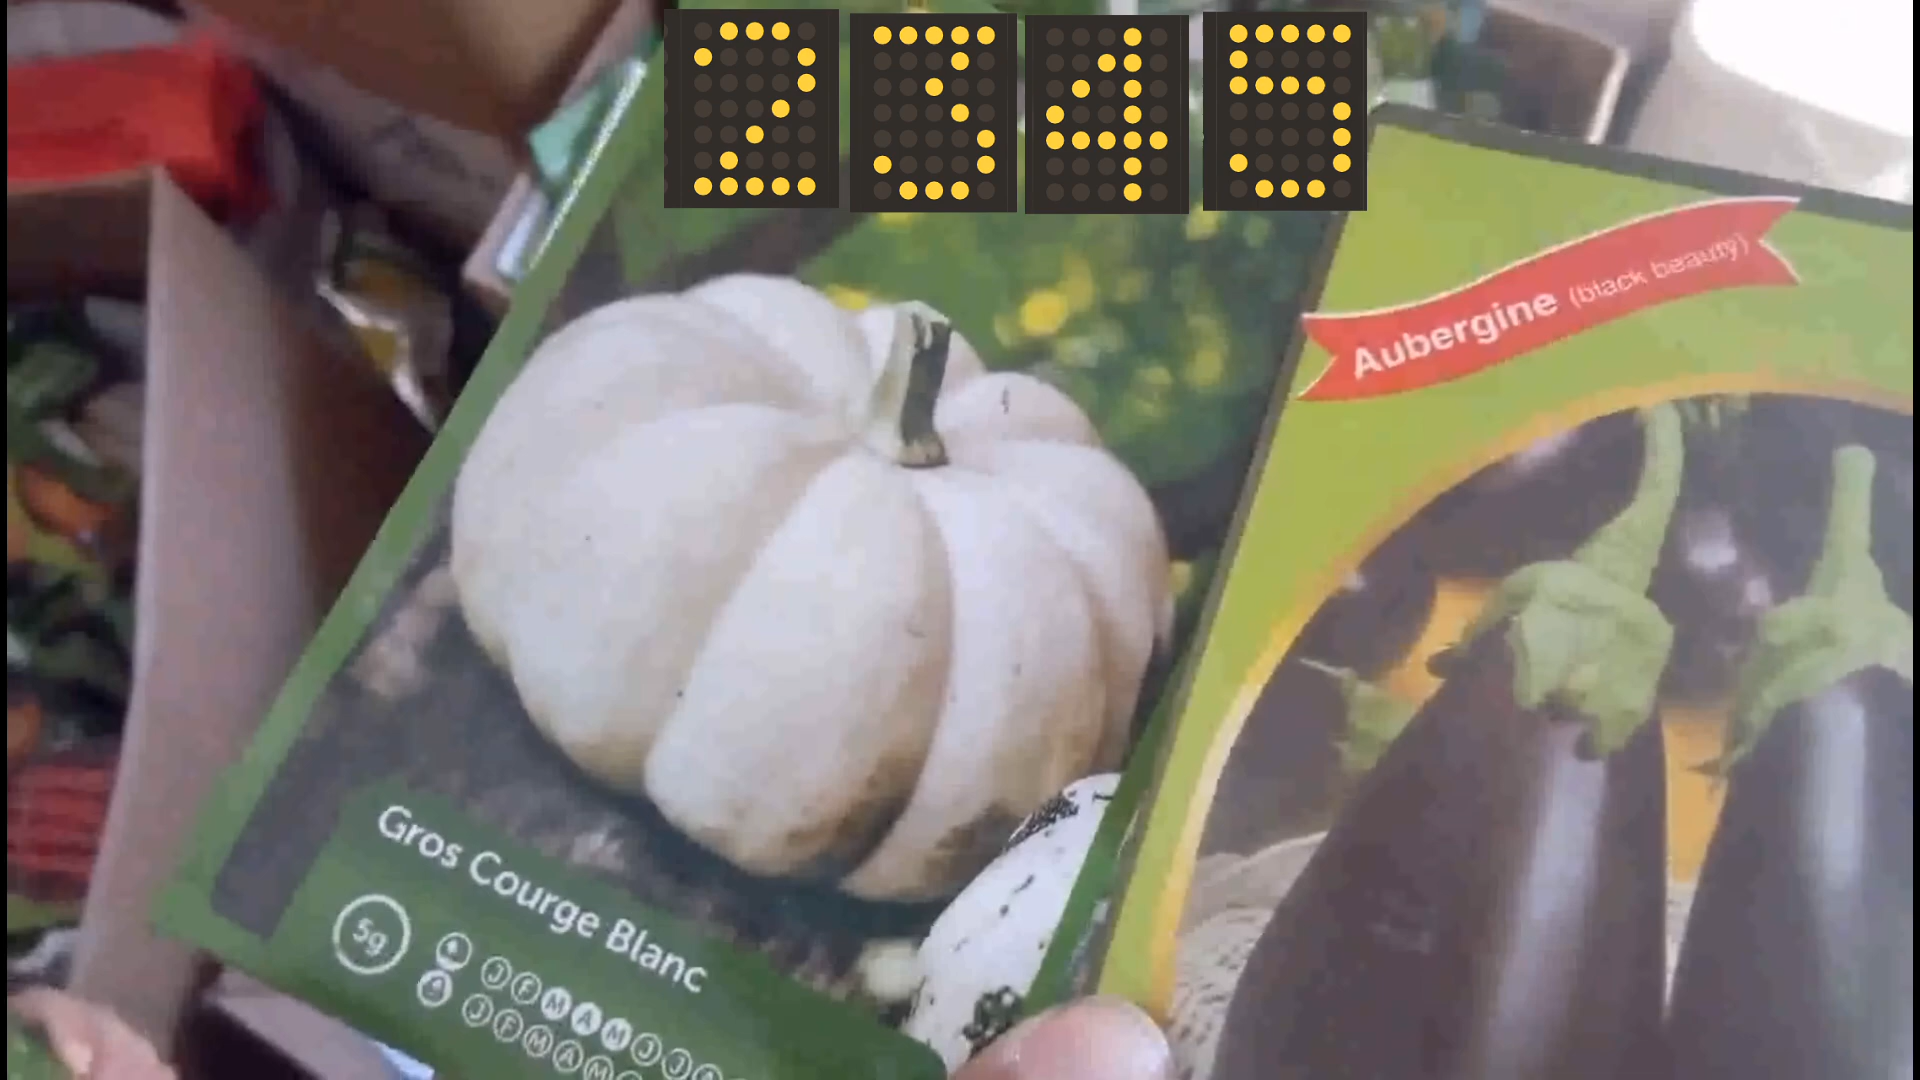 2345
Aubergine (black beauty)
Gros Courge Blanc
5g
J F M A M J J A
J F M A M